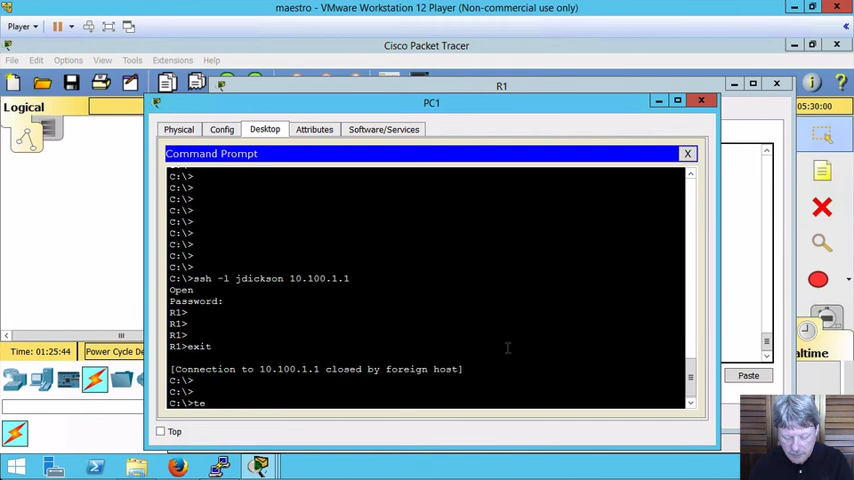 maestro - VMware Workstation 12 Player (Non-commercial use only)
Player
Cisco Packet Tracer
File Edit Options View Tools Extensions Help
R1
Logical
PC1
05:30:00
Physical Config Desktop Attributes Software/Services
Command Prompt X
C:\>
C:\>
C:\>
C:\>
C:\>
C:\>
C:\>
C:\>
C:\>
C:\>ssh -l jdickson 10.100.1.1
Open
Password:
R1>
R1>
R1>
R1>exit
[Connection to 10.100.1.1 closed by foreign host]
C:\>
C:\>
C:\>te
Time: 01:25:44 Power Cycle De
altime
Paste
Top